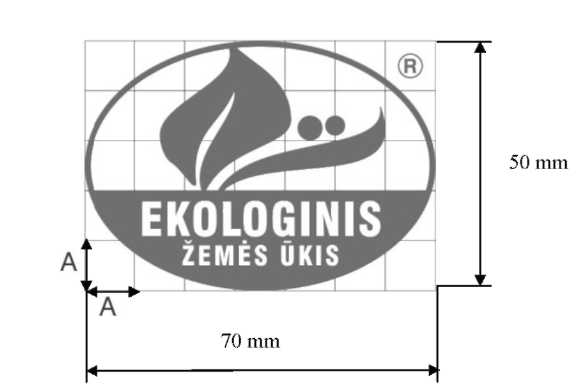 ®
50 mm
EKOLOGINIS
ŽEMĖS ŪKIS
A
A
70 mm